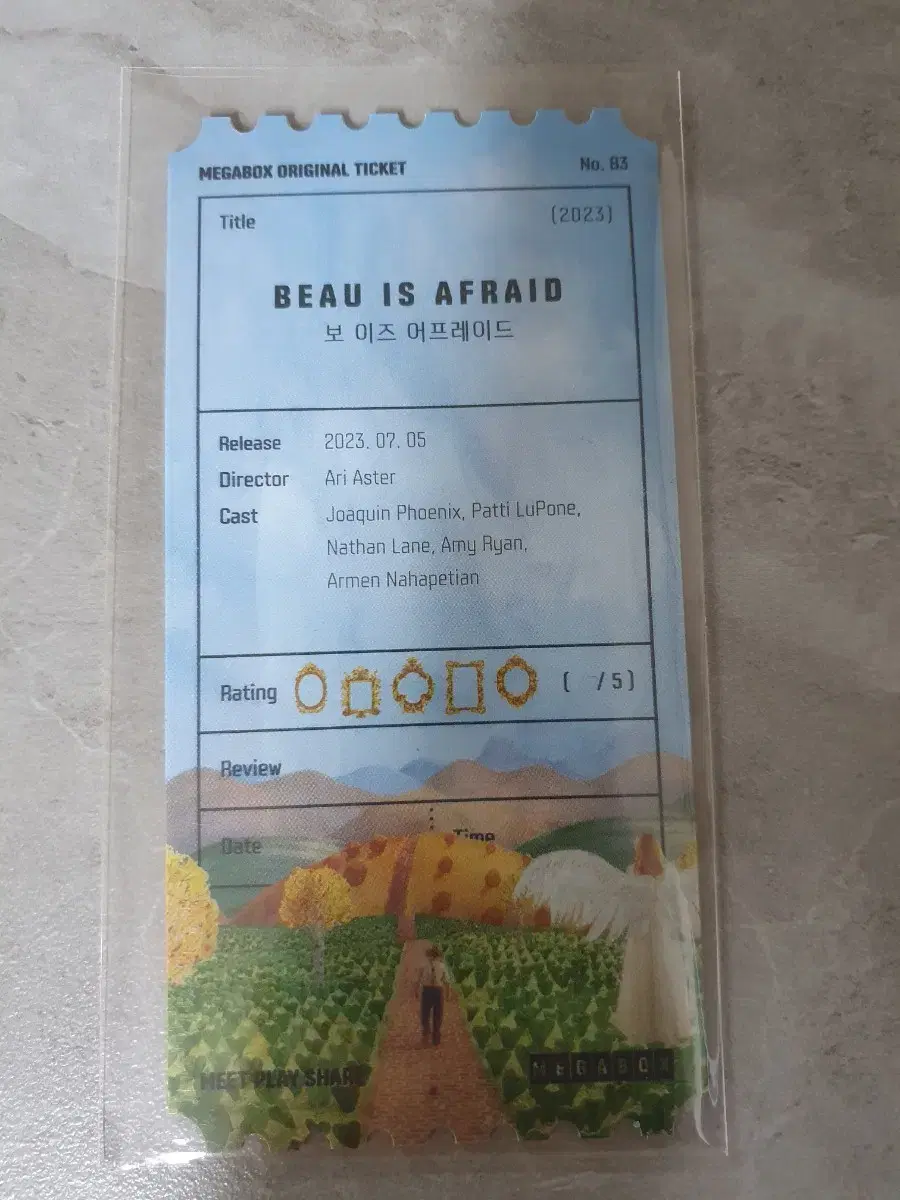 MEGABOX ORIGINAL TICKET No. 83
Title (2023)
BEAU IS AFRAID
보 이즈 어프레이드
Release 2023. 07. 05
Director Ari Aster
Cast Joaquin Phoenix, Patti LuPone,
Nathan Lane, Amy Ryan,
Armen Nahapetian
Rating ( /5)
Review
Date Time
MEET PLAY SHARE MEGABOX